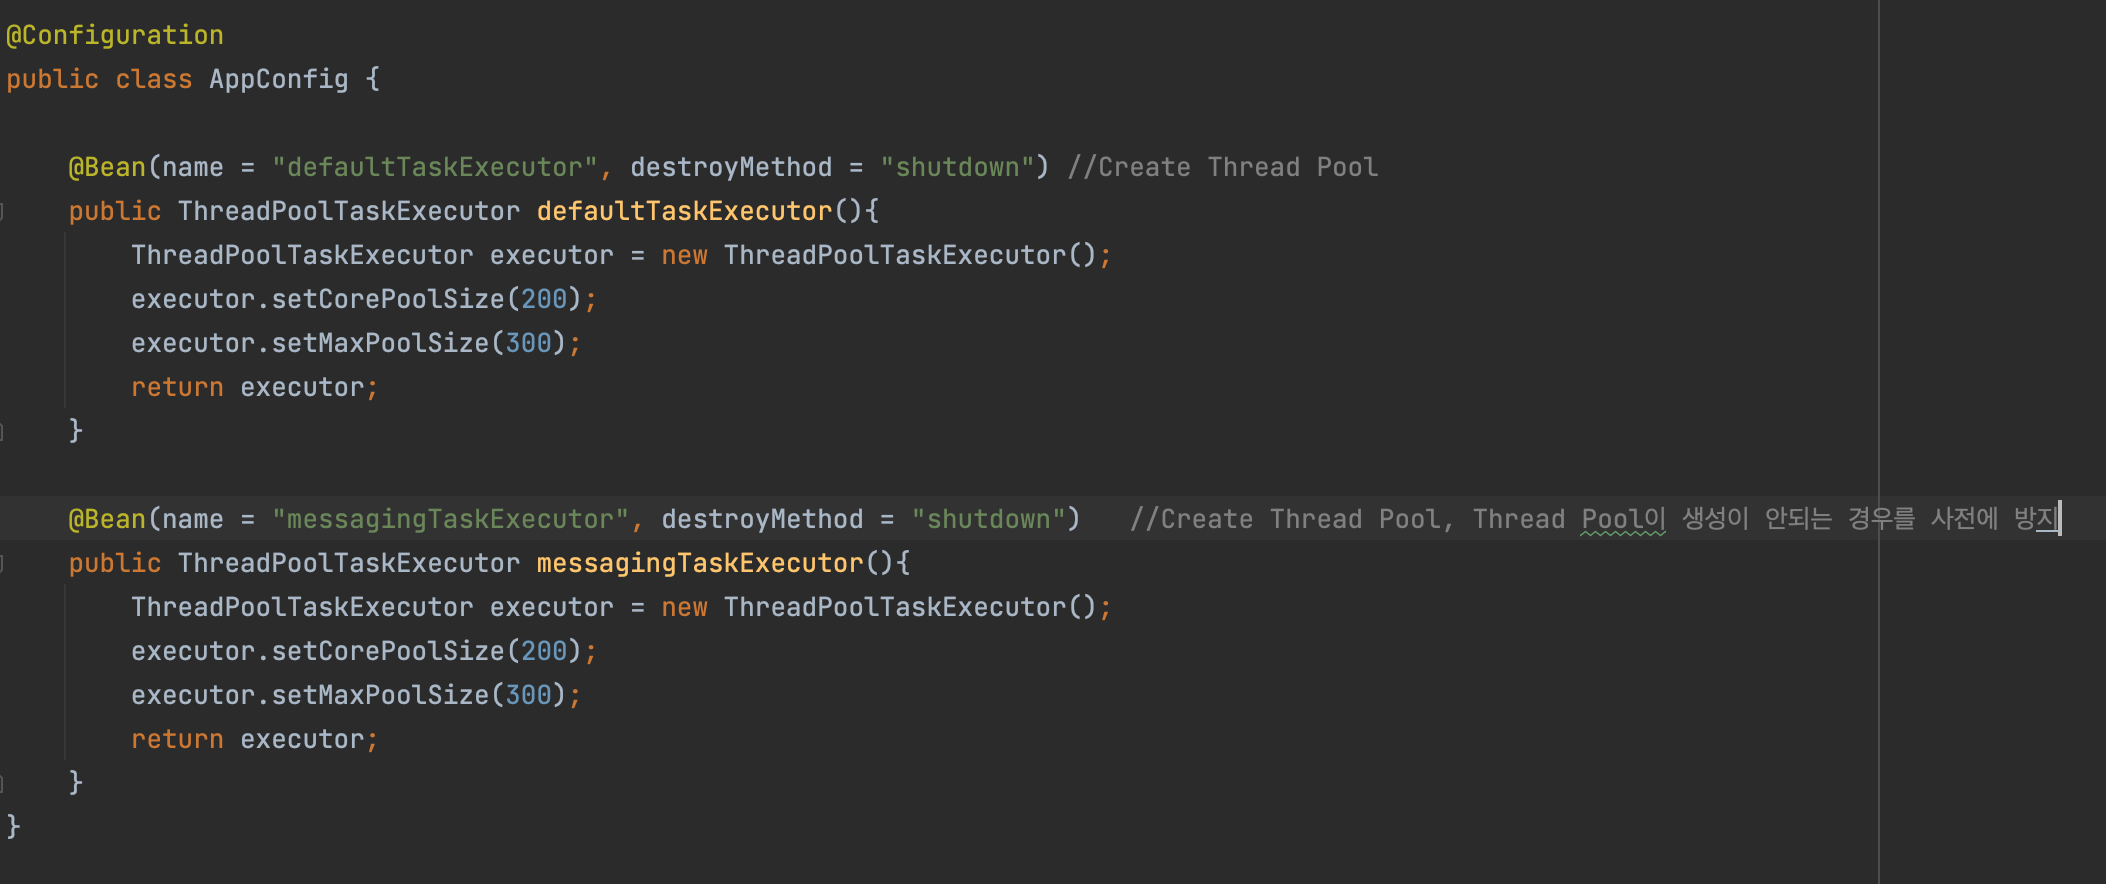 @Configuration
public class AppConfig {
@Bean(name = "defaultTaskExecutor", destroyMethod = "shutdown") //Create Thread Pool
public ThreadPoolTaskExecutor defaultTaskExecutor(){
ThreadPoolTaskExecutor executor = new ThreadPoolTaskExecutor();
executor.setCorePoolSize(200);
executor.setMaxPoolSize(300);
return executor;
}
@Bean(name = "messagingTaskExecutor", destroyMethod = "shutdown") //Create Thread Pool, Thread Pool이 생성이 안되는 경우를 사전에 방지
public ThreadPoolTaskExecutor messagingTaskExecutor(){
ThreadPoolTaskExecutor executor = new ThreadPoolTaskExecutor();
executor.setCorePoolSize(200);
executor.setMaxPoolSize(300);
return executor;
}
}